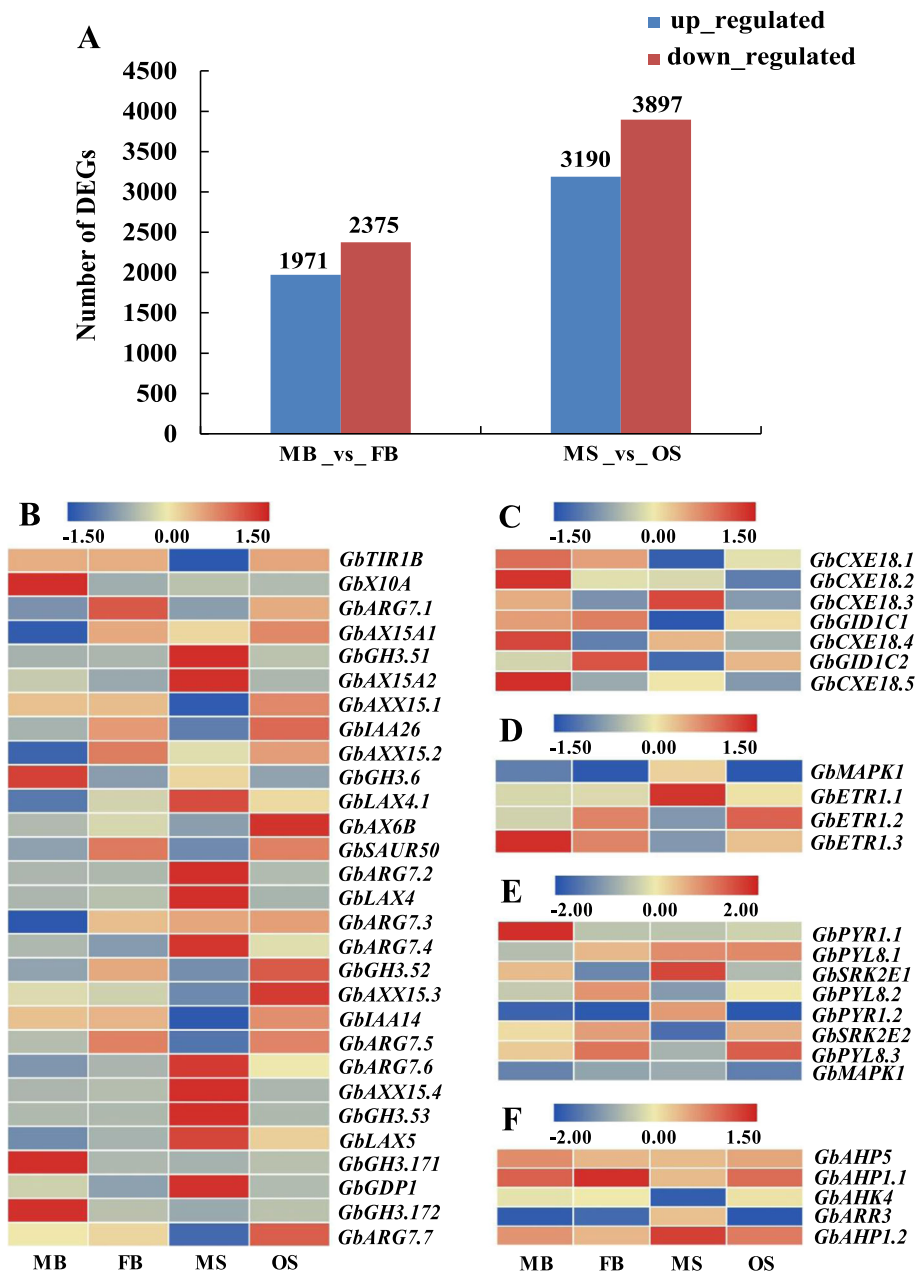 A
up_regulated
down_regulated
Number of DEGs
4500
4000
3500
3000
2500
2000
1500
1000
500
0
1971
2375
3190
3897
MB _vs_ FB
MS _vs_ OS
B
-1.50 0.00 1.50
GbTIR1B
GbX10A
GbARG7.1
GbAX15A1
GbGH3.51
GbAX15A2
GbAXX15.1
GbIAA26
GbAXX15.2
GbGH3.6
GbLAX4.1
GbAX6B
GbSAUR50
GbARG7.2
GbLAX4
GbARG7.3
GbARG7.4
GbGH3.52
GbAXX15.3
GbIAA14
GbARG7.5
GbARG7.6
GbAXX15.4
GbGH3.53
GbLAX5
GbGH3.171
GbGDP1
GbGH3.172
GbARG7.7
MB FB MS OS
C
-1.50 0.00 1.50
GbCXE18.1
GbCXE18.2
GbCXE18.3
GbGID1C1
GbCXE18.4
GbGID1C2
GbCXE18.5
D
-1.50 0.00 1.50
GbMAPK1
GbETR1.1
GbETR1.2
GbETR1.3
E
-2.00 0.00 2.00
GbPYR1.1
GbPYL8.1
GbSRK2E1
GbPYL8.2
GbPYR1.2
GbSRK2E2
GbPYL8.3
GbMAPK1
F
-2.00 0.00 1.50
GbAHP5
GbAHP1.1
GbAHK4
GbARR3
GbAHP1.2
MB FB MS OS